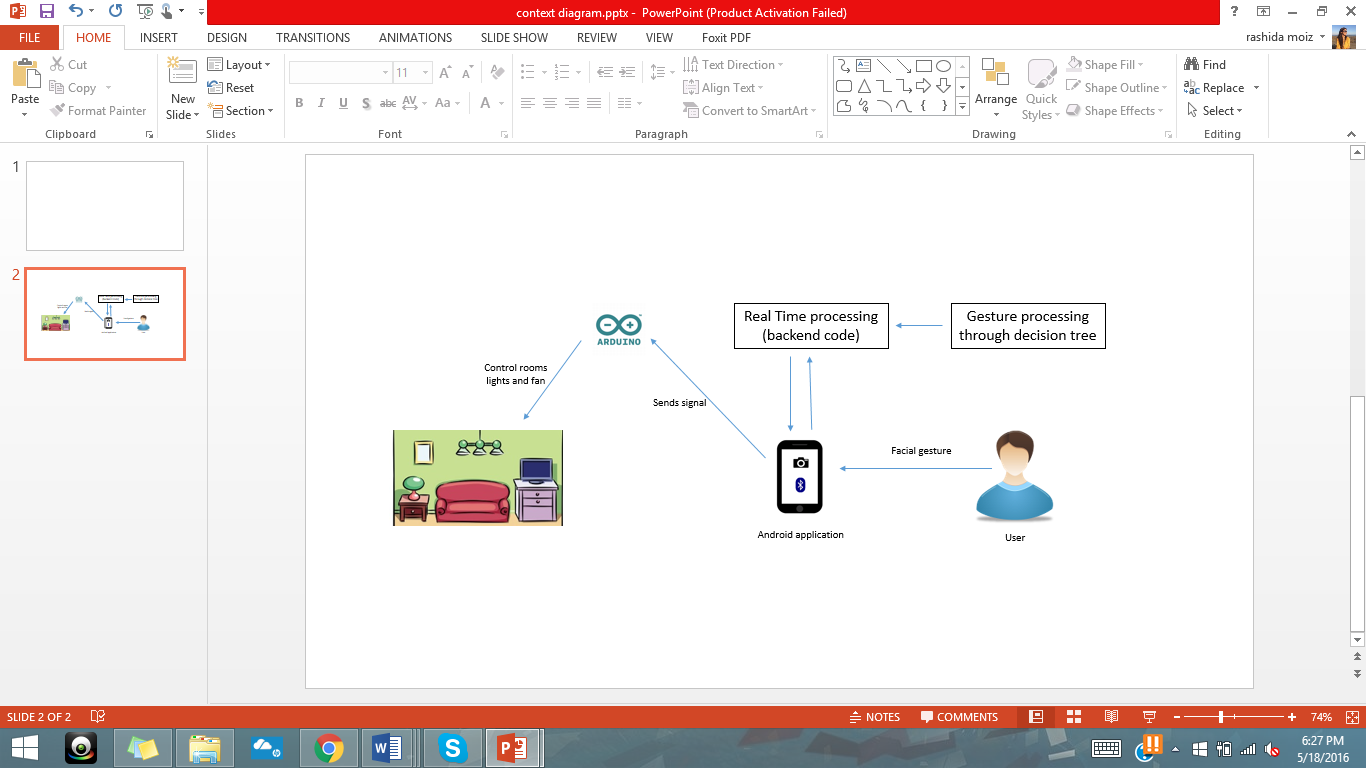 context diagram.pptx - PowerPoint (Product Activation Failed)
?
FILE HOME INSERT DESIGN TRANSITIONS ANIMATIONS SLIDE SHOW REVIEW VIEW Foxit PDF
rashida moiz
Paste
Cut
Copy
Format Painter
Clipboard
New
Slide
Layout
Reset
Section
Slides
11
A A
B I U S abc AV Aa A
Font
Text Direction
Align Text
Convert to SmartArt
Paragraph
Arrange
Quick
Styles
Shape Fill
Shape Outline
Shape Effects
Drawing
Find
Replace
Select
Editing
1
2
ARDUINO
Real Time processing
(backend code)
Gesture processing
through decision tree
Control rooms
lights and fan
Sends signal
Facial gesture
Android application
User
SLIDE 2 OF 2
NOTES
COMMENTS
74%
6:27 PM
5/18/2016